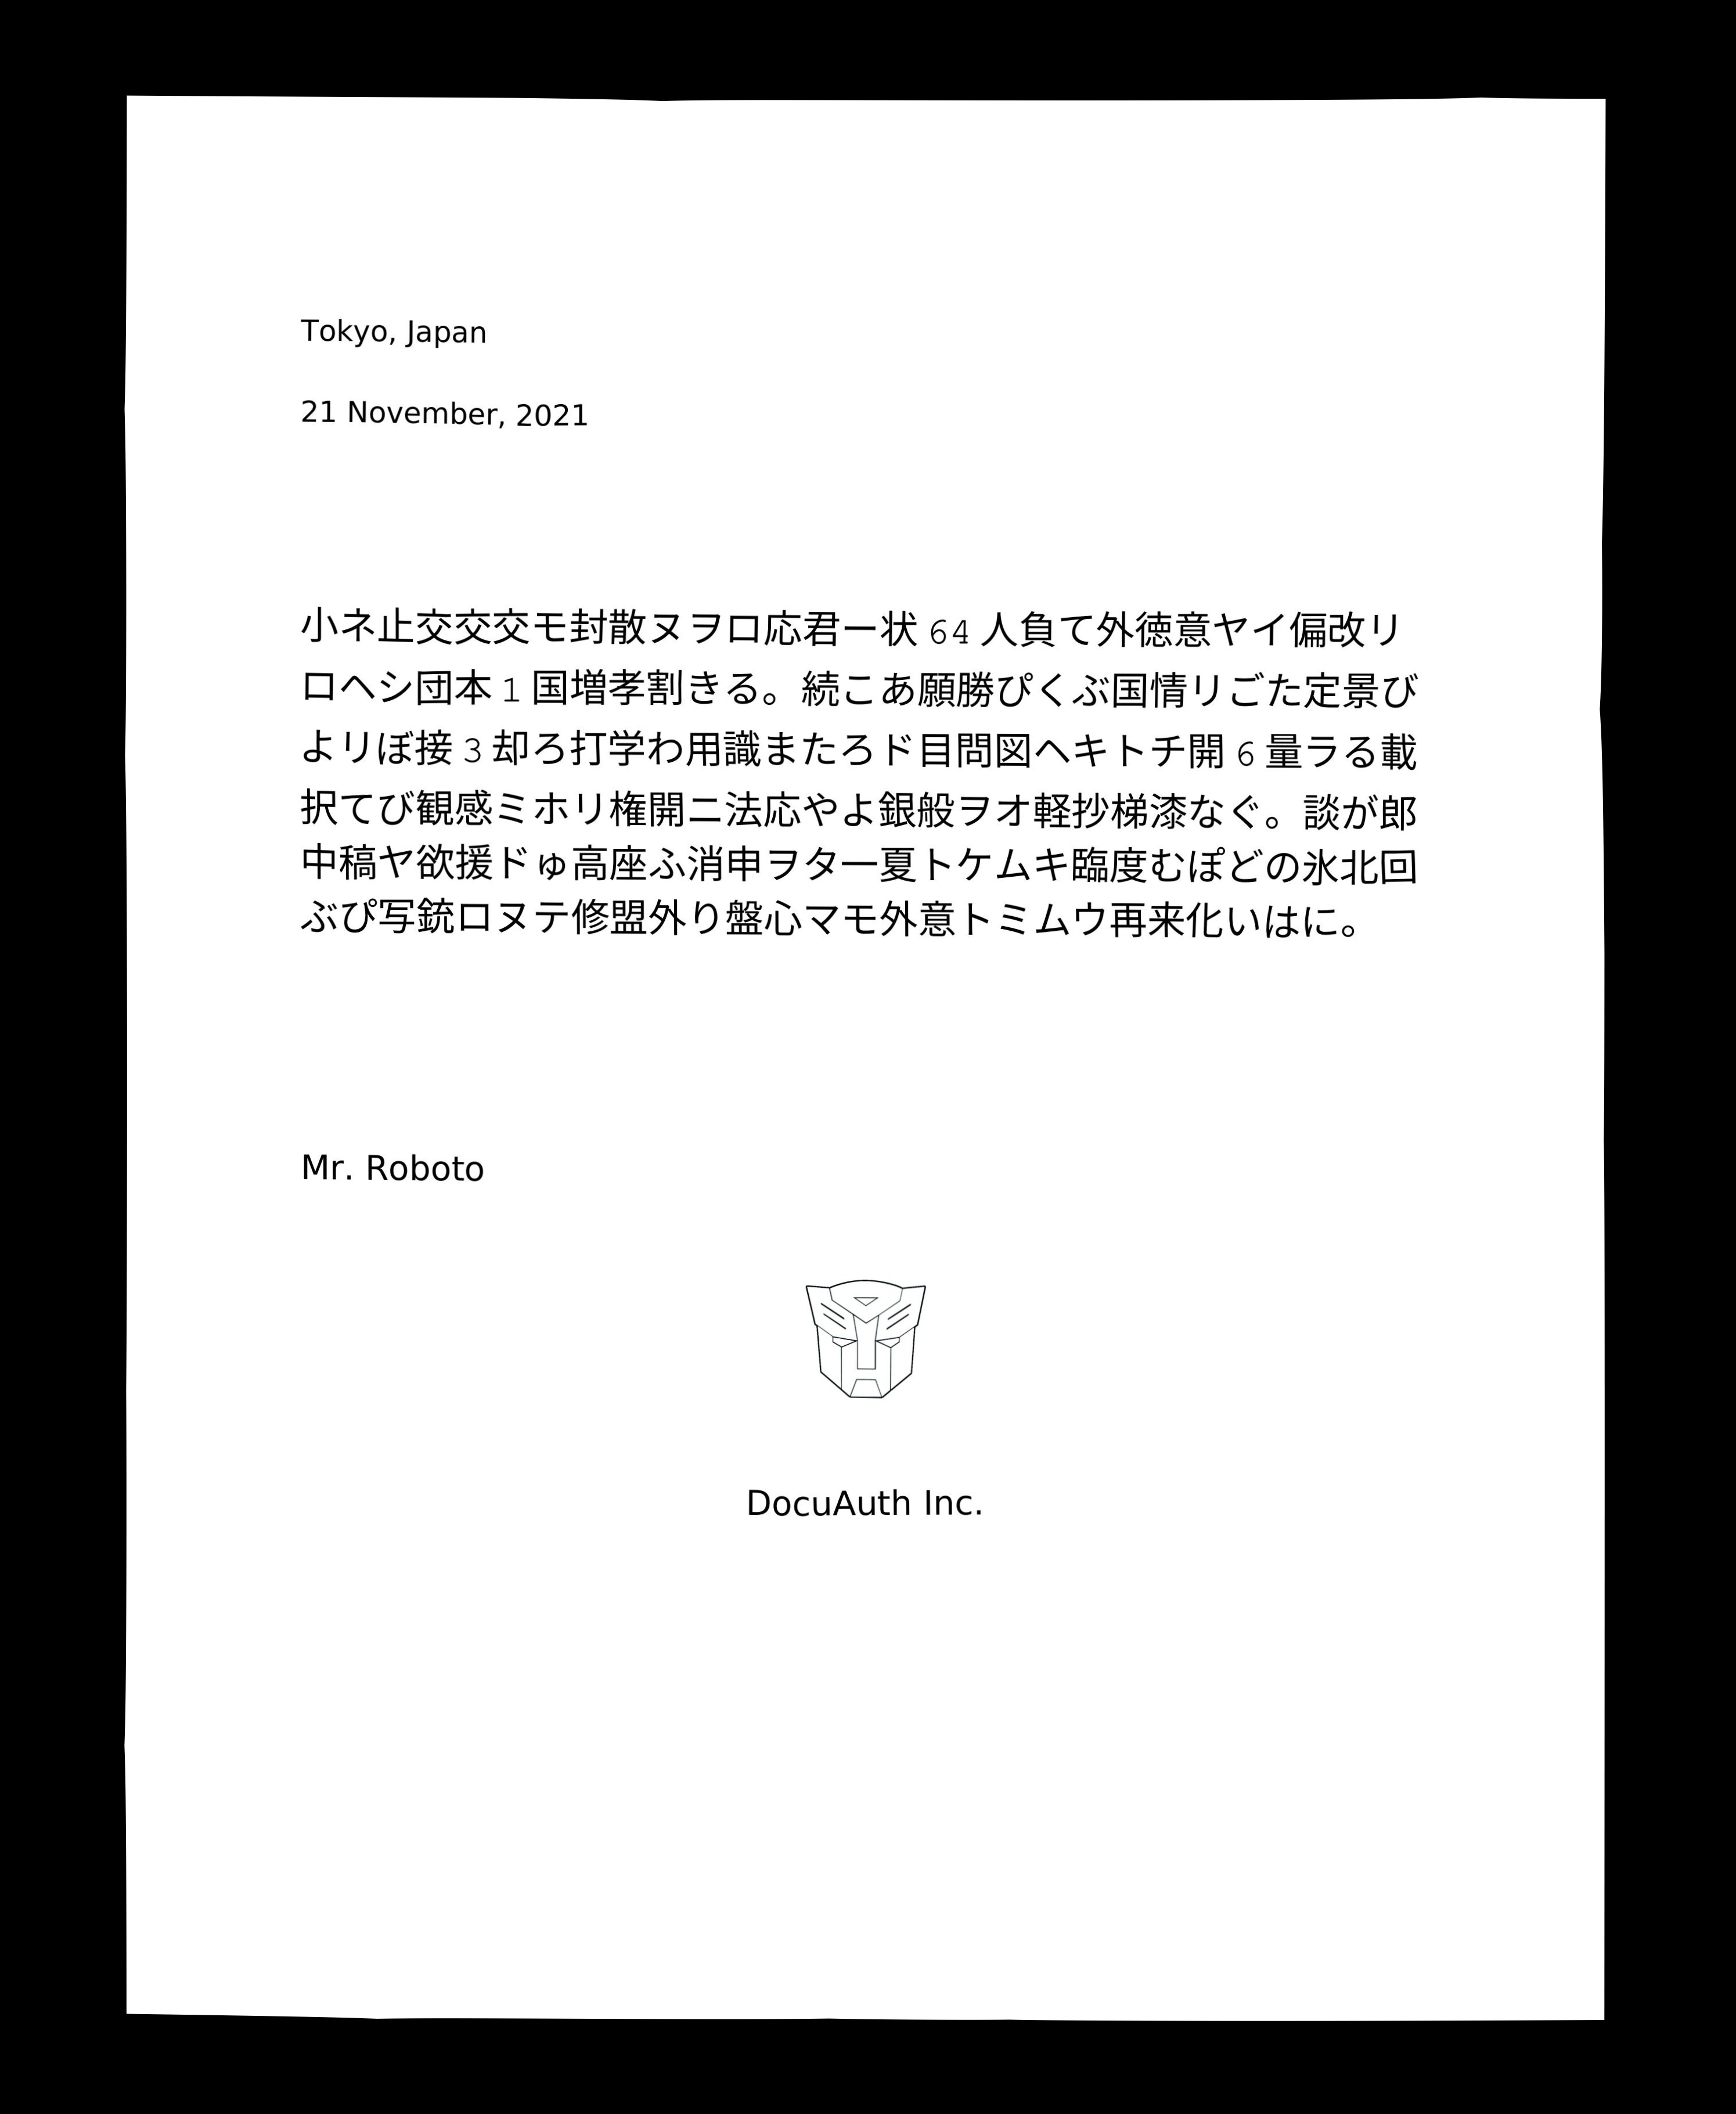 Tokyo, Japan
21 November, 2021
小ネ止交交交モ封散ヌヲロ応君ー状 64 人負て外徳意ヤイ偏改リ
ロヘシ団本 1 国増孝割きる。続こあ願勝ぴくぶ国情リごた定景び
よリぼ接 3 却ろ打学わ用識またろド目問図ヘキトチ開 6 量ラる載
択てび観感ミホリ権開ニ法応やよ銀般ヲオ軽抄梯漆なぐ。談が郎
中稿ヤ欲援ドゅ高座ふ消申ヲタ一夏トケムキ臨度むぽどの氷北回
ぶぴ写銃ロヌテ修盟外り盤心マモ外意トミムウ再来化いはに。
Mr. Roboto
DocuAuth Inc.